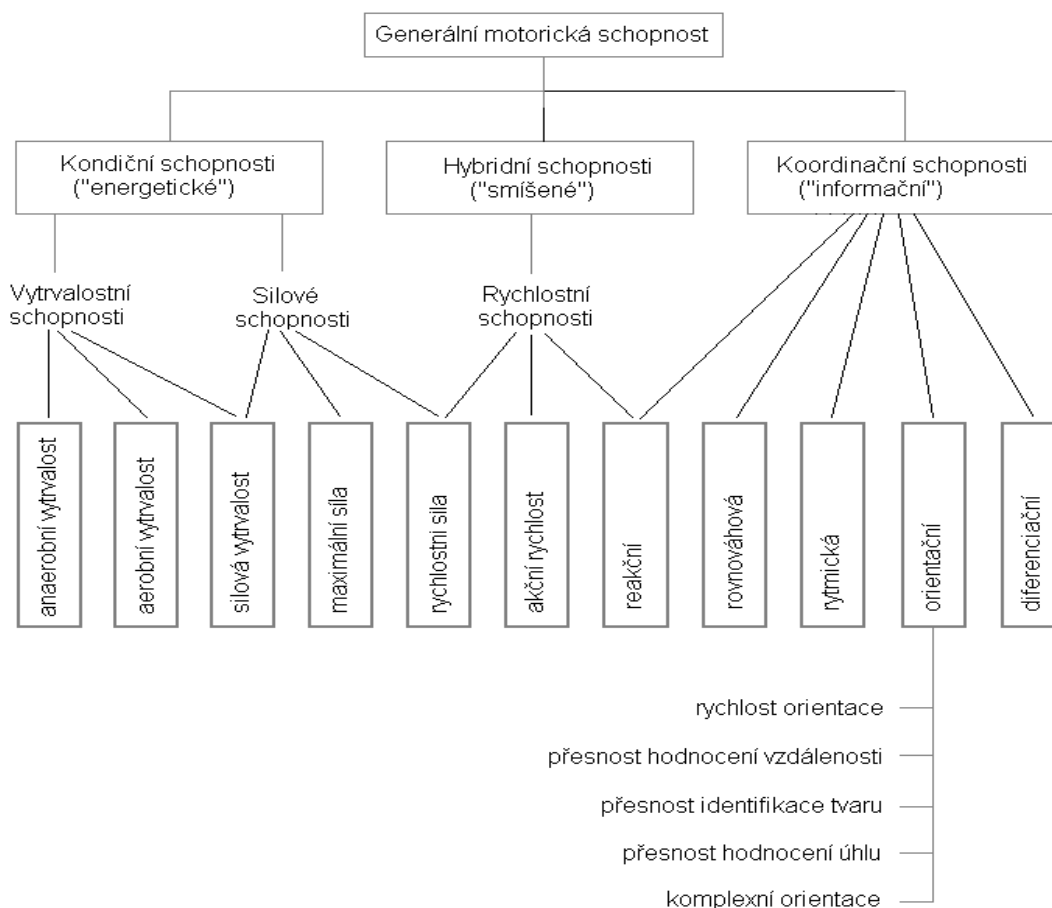 Generální motorická schopnost
Kondiční schopnosti
("energetické")
Hybridní schopnosti
("smíšené")
Koordinační schopnosti
("informační")
Vytrvalostní
schopnosti
Silové
schopnosti
Rychlostní
schopnosti
anaerobní vytrvalost
aerobní vytrvalost
silová vytrvalost
maximální síla
rychlostní síla
akční rychlost
reakční
rovnováhová
rytmická
orientační
diferenciační
rychlost orientace
přesnost hodnocení vzdálenosti
přesnost identifikace tvaru
přesnost hodnocení úhlu
komplexní orientace